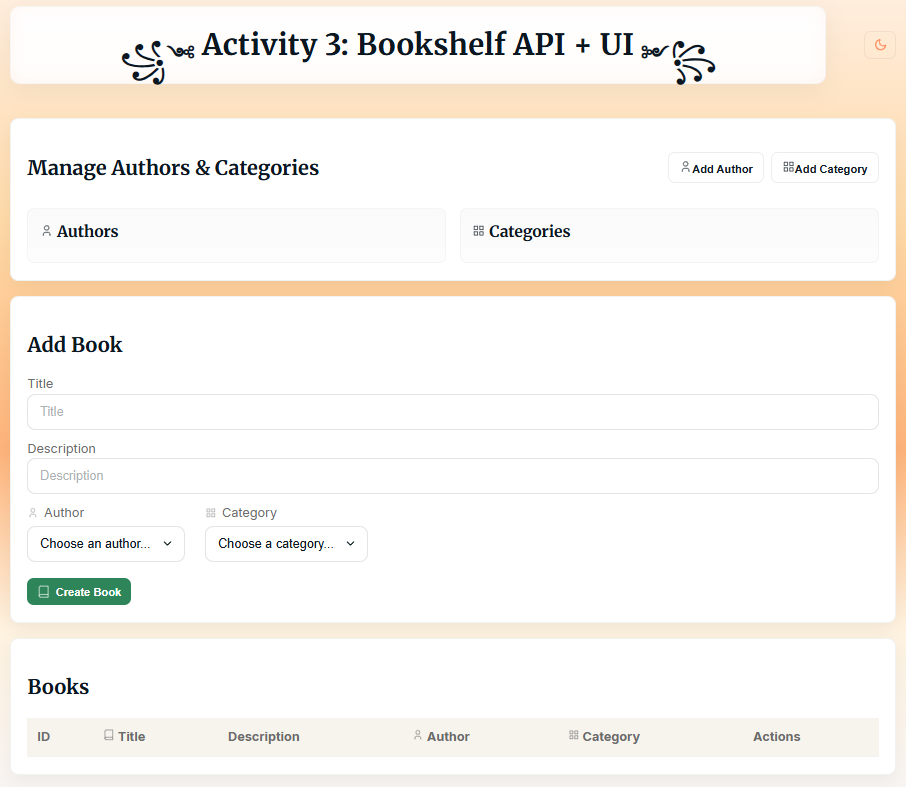 Activity 3: Bookshelf API + UI
Manage Authors & Categories
Add Author
Add Category
Authors
Categories
Add Book
Title
Title
Description
Description
Author
Category
Choose an author...
Choose a category...
Create Book
Books
ID Title Description Author Category Actions